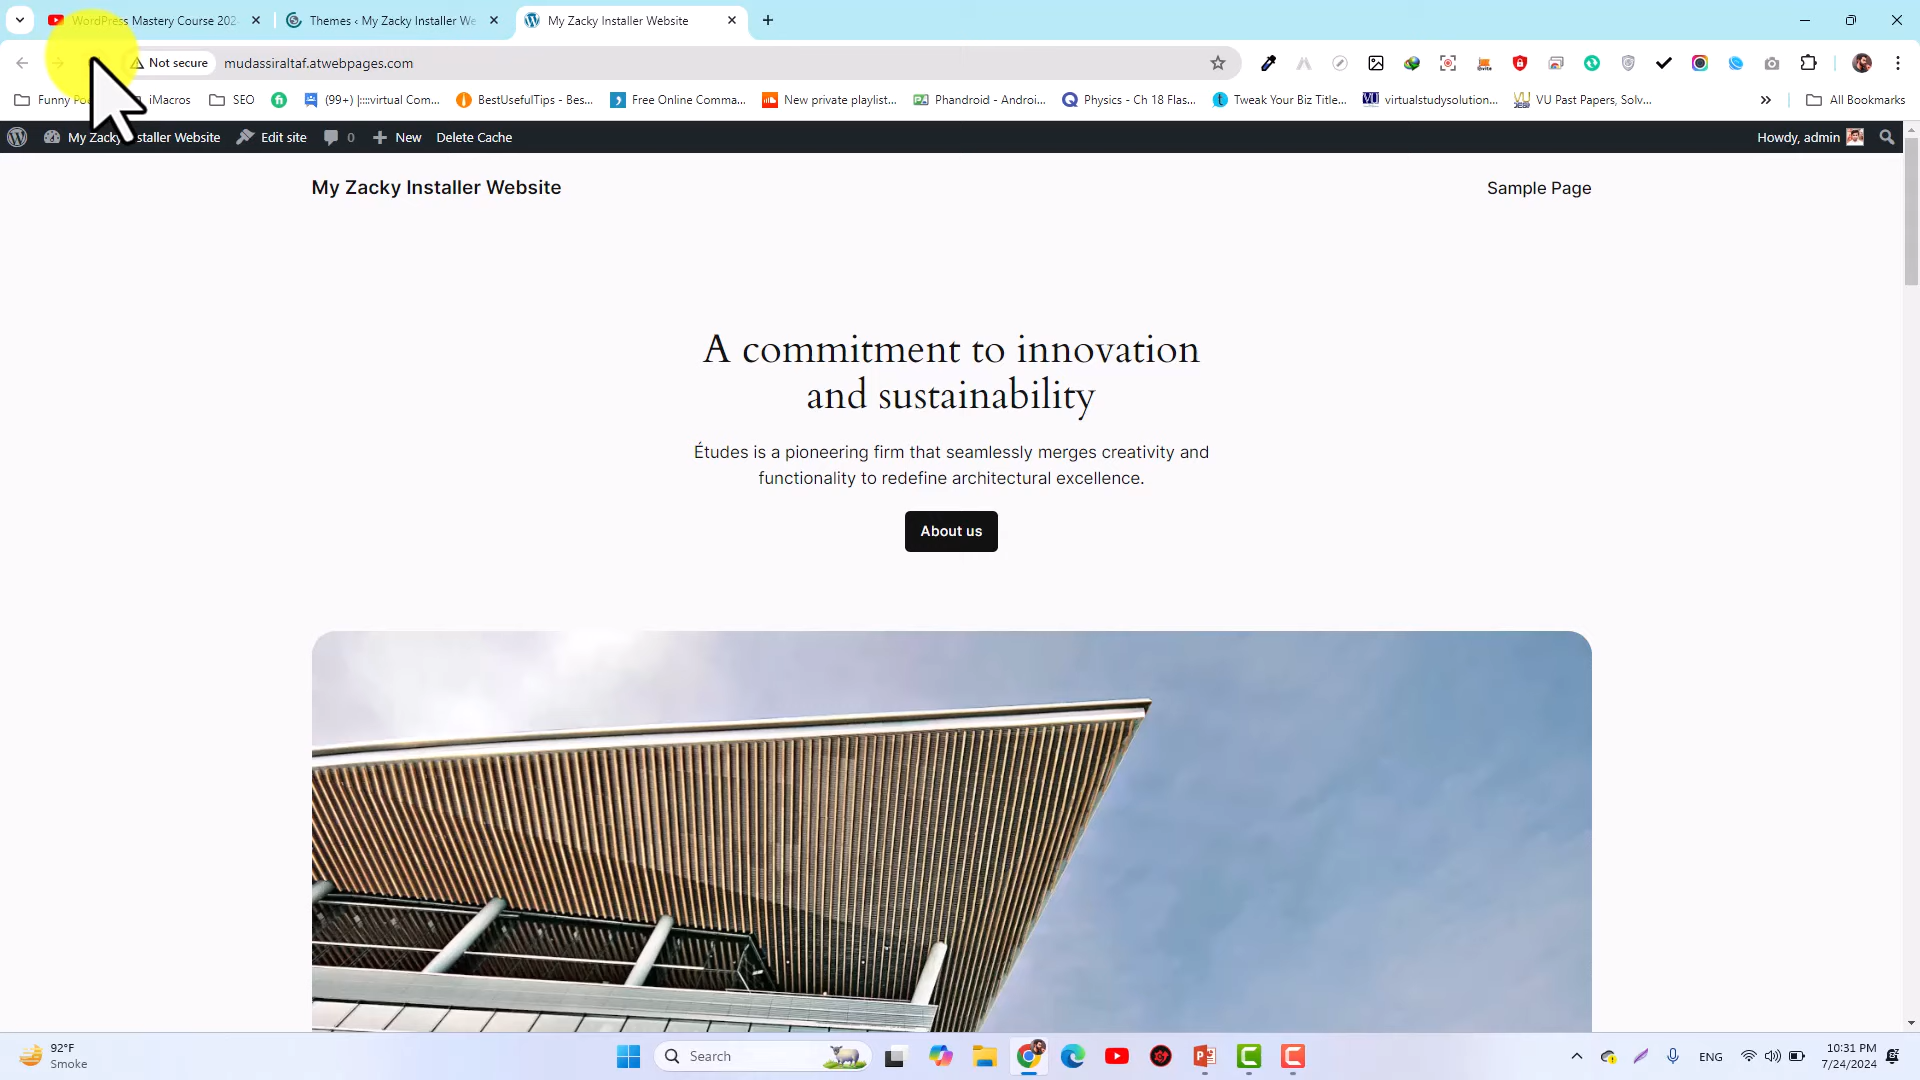 WordPress Mastery Course 202
Themes ‹ My Zacky Installer We
My Zacky Installer Website
Not secure
mudassiraltaf.atwebpages.com
iMacros
SEO
(99+) |::::virtual Com...
BestUsefulTips - Bes...
Free Online Comma...
New private playlist...
Phandroid - Androi...
Physics - Ch 18 Flas...
Tweak Your Biz Title...
virtualstudysolution...
VU Past Papers, Solv...
»
All Bookmarks
My Zacky Installer Website
Edit site
0
New
Delete Cache
Howdy, admin
My Zacky Installer Website
Sample Page
A commitment to innovation
and sustainability
Études is a pioneering firm that seamlessly merges creativity and
functionality to redefine architectural excellence.
About us
92°F
Smoke
Search
ENG
10:31 PM
7/24/2024